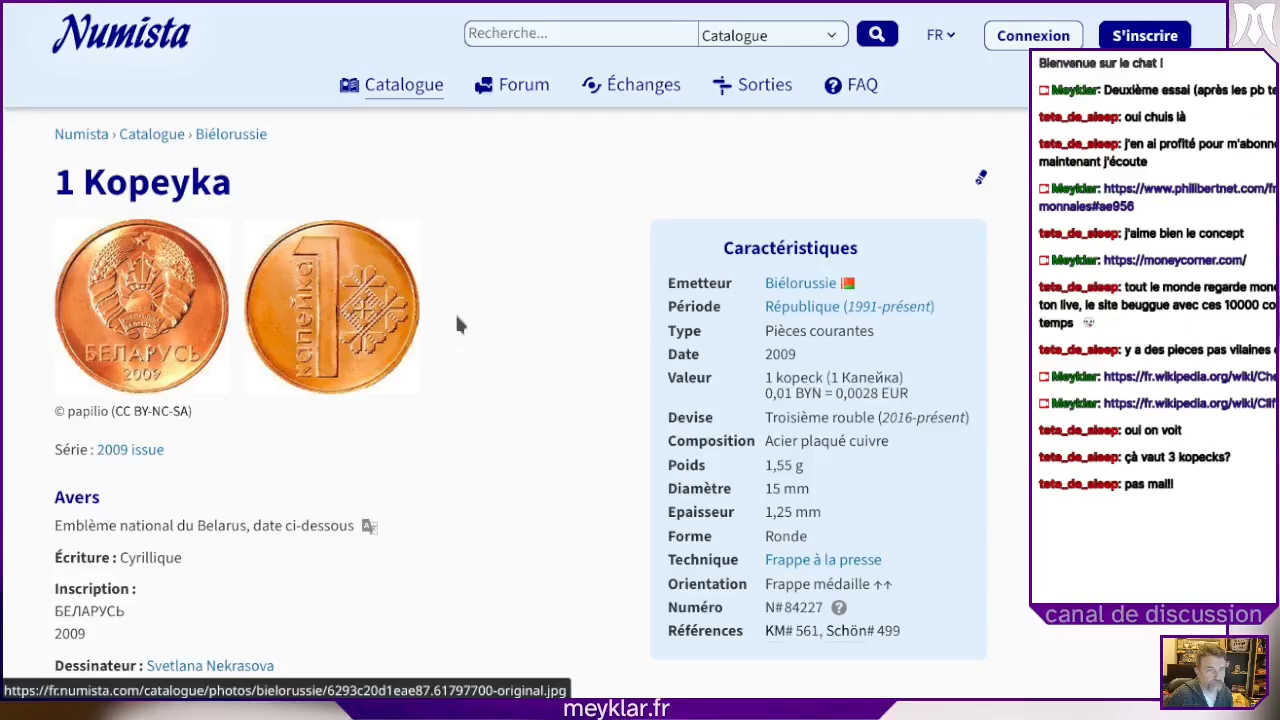 Numista
Recherche...
Catalogue
FR
Connexion
S'inscrire
Catalogue
Forum
Échanges
Sorties
FAQ
Numista › Catalogue › Biélorussie
1 Kopeyka
БЕЛАРУСЬ
2009
1 капейка
© papilio (CC BY-NC-SA)
Série : 2009 issue
Avers
Emblème national du Belarus, date ci-dessous
Écriture : Cyrillique
Inscription :
БЕЛАРУСЬ
2009
Dessinateur : Svetlana Nekrasova
https://fr.numista.com/catalogue/photos/bielorussie/6293c20d1eae87.61797700-original.jpg
Caractéristiques
Emetteur Biélorussie
Période République (1991-présent)
Type Pièces courantes
Date 2009
Valeur 1 kopeck (1 Капейка)
0,01 BYN = 0,0028 EUR
Devise Troisième rouble (2016-présent)
Composition Acier plaqué cuivre
Poids 1,55 g
Diamètre 15 mm
Epaisseur 1,25 mm
Forme Ronde
Technique Frappe à la presse
Orientation Frappe médaille ↑↑
Numéro N# 84227
Références KM# 561, Schön# 499
Bienvenue sur le chat !
Meyklar: Deuxième essai (après les pb te
tete_de_sleep: oui chuis là
tete_de_sleep: j'en ai profité pour m'abonne
maintenant j'écoute
Meyklar: https://www.philibertnet.com/fr
monnaies#ae956
tete_de_sleep: j'aime bien le concept
Meyklar: https://moneycorner.com/
tete_de_sleep: tout le monde regarde mone
ton live, le site beuggue avec ces 10000 co
temps
tete_de_sleep: y a des pieces pas vilaines
Meyklar: https://fr.wikipedia.org/wiki/Che
Meyklar: https://fr.wikipedia.org/wiki/Clif
tete_de_sleep: oui on voit
tete_de_sleep: çà vaut 3 kopecks?
tete_de_sleep: pas mal!!
canal de discussion
meyklar.fr